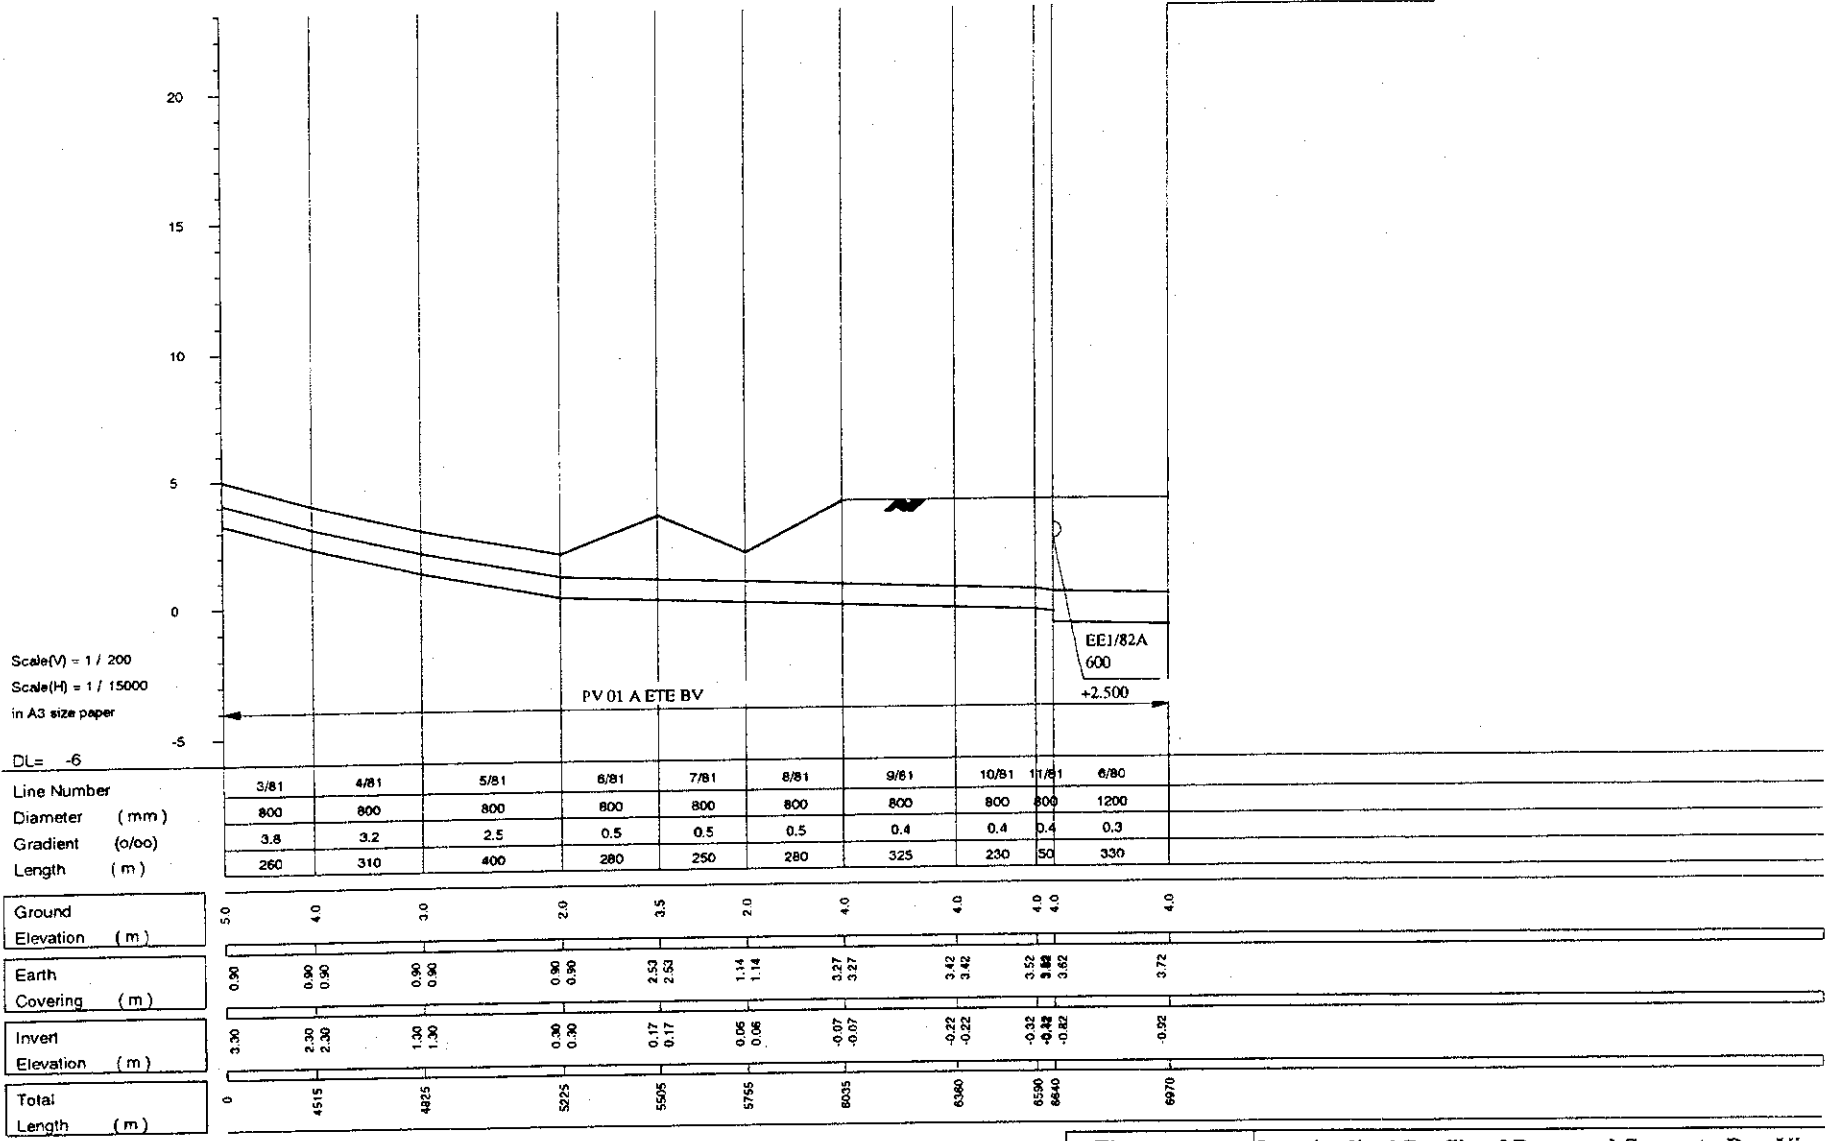 20
15
10
5
0
-5
Scale(V) = 1 / 200
Scale(H) = 1 / 15000
in A3 size paper
DL= -6
PV 01 A ETE BV
EE1/82A
600
+2.500
Line Number 3/81 4/81 5/81 6/81 7/81 8/81 9/81 10/81 11/81 6/80
Diameter (mm) 800 800 800 800 800 800 800 800 800 1200
Gradient (o/oo) 3.8 3.2 2.5 0.5 0.5 0.5 0.4 0.4 0.4 0.3
Length (m) 260 310 400 280 250 280 325 230 50 330
Ground
Elevation (m)
5.0 4.0 3.0 2.0 3.5 2.0 4.0 4.0 4.0 4.0 4.0
Earth
Covering (m)
0.90 0.90 0.90 0.90 0.90 0.90 0.90 2.53 2.53 1.14 1.14 3.27 3.27 3.42 3.42 3.52 3.62 3.72
Invert
Elevation (m)
3.30 2.30 2.30 1.30 1.30 0.30 0.30 0.17 0.17 0.06 0.06 -0.07 -0.07 -0.22 -0.22 -0.32 -0.82 -0.92
Total
Length (m)
0 4515 4825 5225 5505 5755 6035 6360 6590 6640 6970